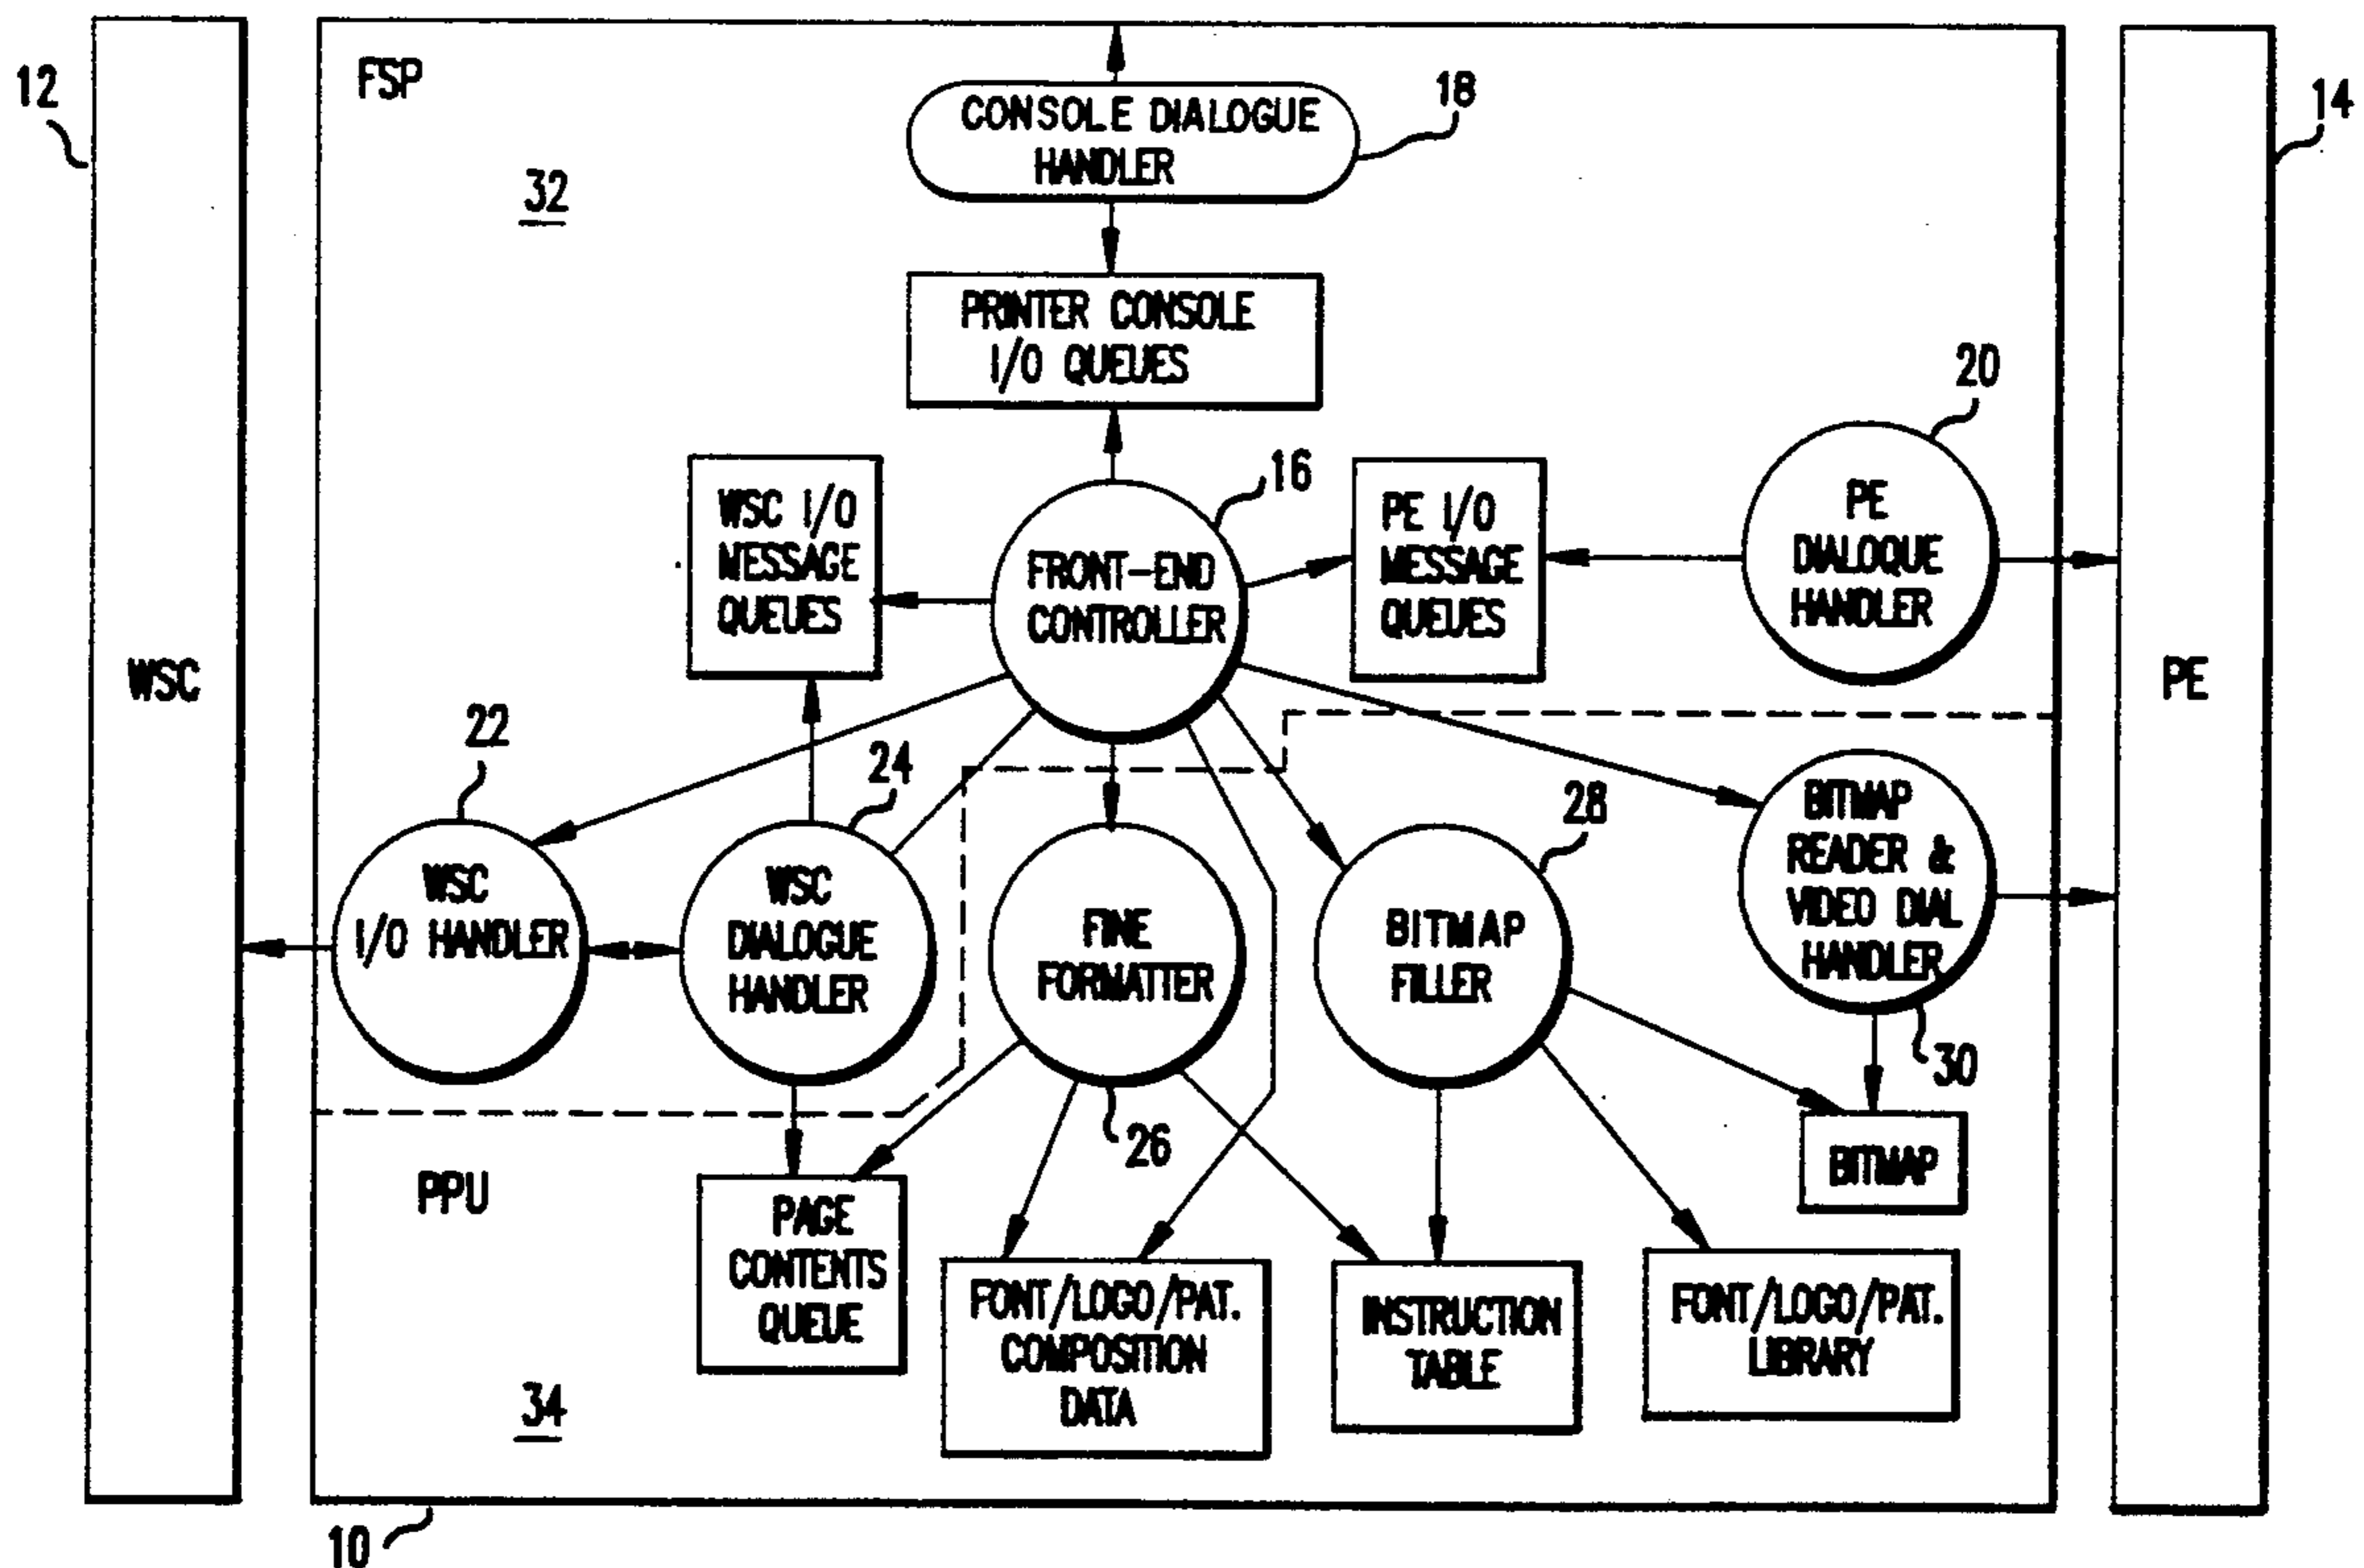 12
FSP
CONSOLE DIALOGUE
HANDLER
18
14
32
PRINTER CONSOLE
I/O QUEUES
20
WSC I/O
MESSAGE
QUEUES
16
FRONT-END
CONTROLLER
PE I/O
MESSAGE
QUEUES
PE
DIALOQUE
HANDLER
WSC
PE
22
WSC
I/O HANDLER
24
WSC
DIALOGUE
HANDLER
FINE
FORMATTER
28
BITMAP
FILLER
BITMAP
READER &
VIDEO DIAL
HANDLER
30
26
BITMAP
PPU
PAGE
CONTENTS
QUEUE
FONT/LOGO/PAT.
COMPOSITION
DATA
INSTRUCTION
TABLE
FONT/LOGO/PAT.
LIBRARY
34
10